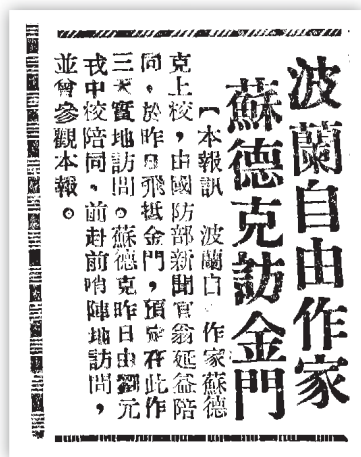 波蘭自由作家
蘇德克訪金門
【本報訊 波蘭自 作家蘇德
克上校，由國防部新聞官翁延益陪
同，於昨日飛抵金門，預定在此作
三天實地訪問。蘇德克昨日由劉元
戎中校陪同，前赴前哨陣地訪問，
並曾參觀本報。